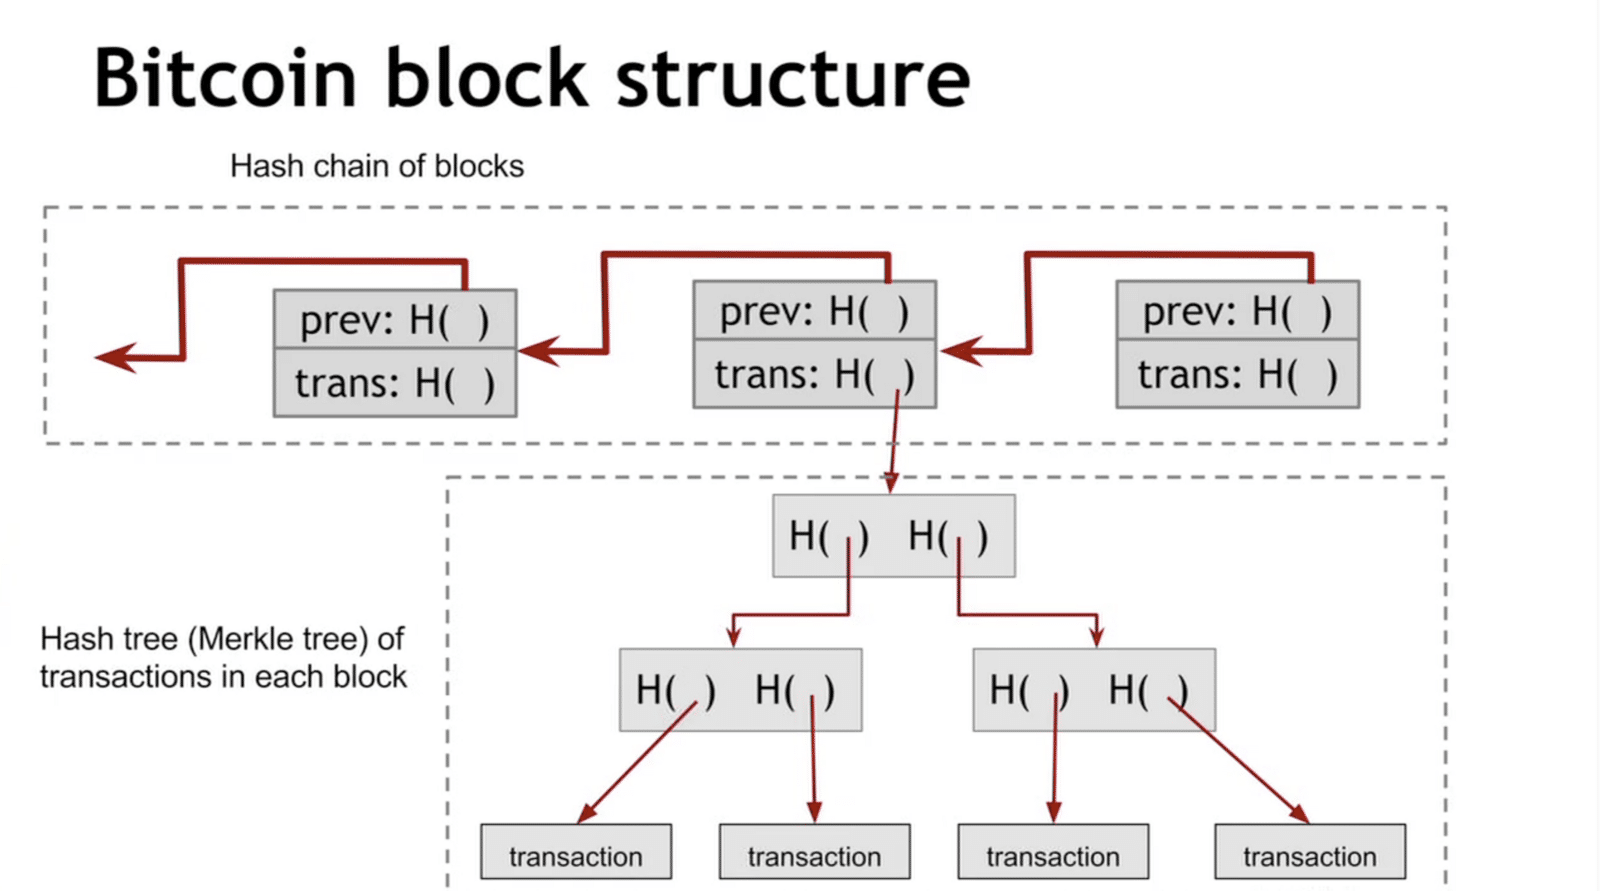 Bitcoin block structure
Hash chain of blocks
prev: H( )
trans: H( )
prev: H( )
trans: H( )
prev: H( )
trans: H( )
H( ) H( )
Hash tree (Merkle tree) of
transactions in each block
H( ) H( )
H( ) H( )
transaction
transaction
transaction
transaction